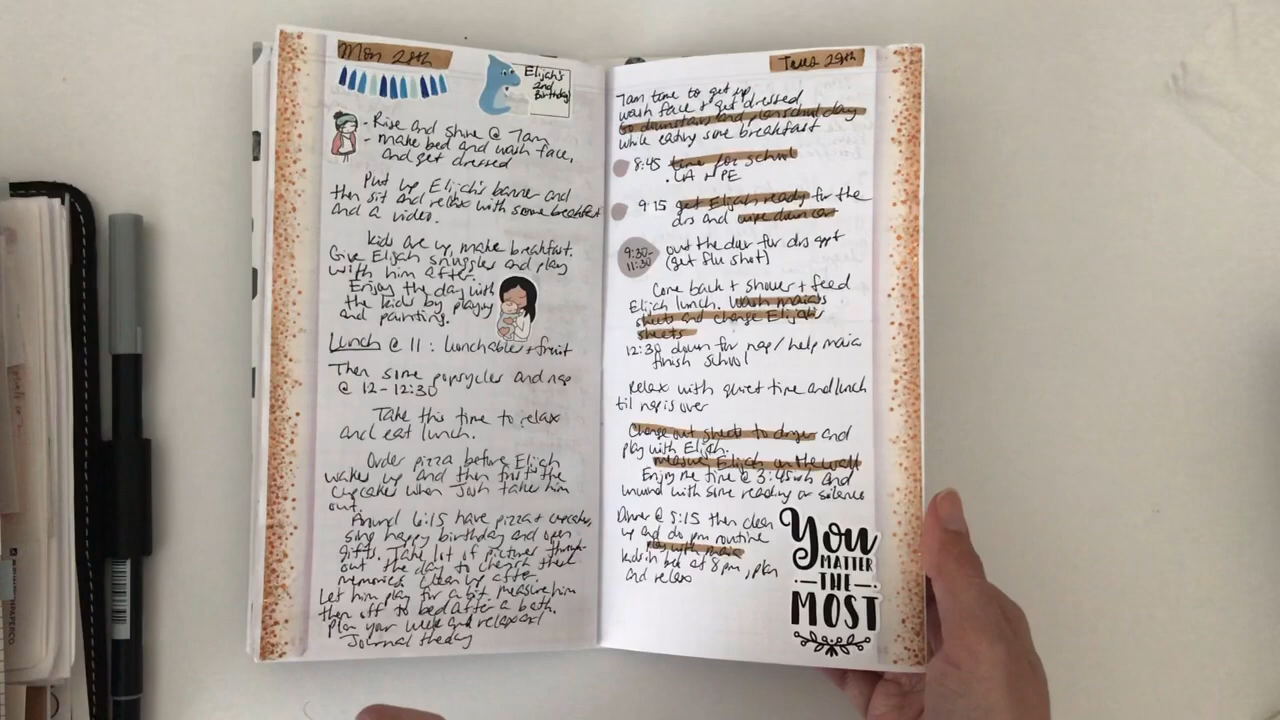 Mon 28th
Elijah's
2nd
Birthday
- Rise and shine @ 7am
- make bed and wash face,
and get dressed
Put up Elijah's banner and
then sit and relax with some breakfast
and a video.
kids are up, make breakfast.
Give Elijah snuggles and play
with him after.
Enjoy the day with
the kids by playing
and painting.
Lunch @ 11 : lunchable + fruit
Then some popsycles and nap
@ 12-12:30
Take this time to relax
and eat lunch.
Order pizza before Elijah
wakes up and then frost the
cupcakes when Josh takes him
out.
Around 6:15 have pizza + cupcakes,
sing happy birthday and open
gifts. Take lot of pictures through-
out the day to cherish these
memories. Clean up after.
Let him play for a bit, measure him
then off to bed after a bath.
Plan your week and relax and
Journal the day
Tues 29th
7am time to get up,
wash face + get dressed
Go downstairs and plan school day
while eating some breakfast
8:45 time for school
. LA + PE
9:15 get Elijah ready for the
drs and wipe down car
9:30-
11:30
out the door for drs appt
(get flu shot)
Come back + shower + feed
Elijah lunch. Wash maia's
sheets and change Elijah's
sheets
12:30 down for nap/help maia
finish school
Relax with quiet time and lunch
til nap is over
Change out sheets to dryer and
play with Elijah.
measure Elijah on the wall
Enjoy me time @ 3:45ish and
unwind with some reading or silence
Dinner @ 5:15 then clean
up and do pm routine
play with maia
kids in bed at 8pm, plan
and relax
You
MATTER
THE
MOST